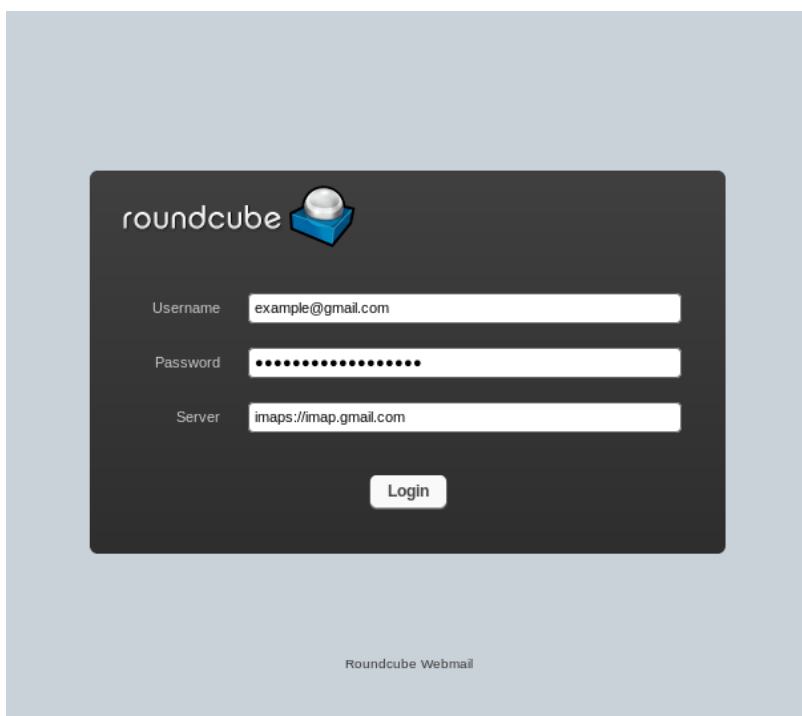 roundcube
Username example@gmail.com
Password ••••••••••••••••••
Server imaps://imap.gmail.com
Login
Roundcube Webmail